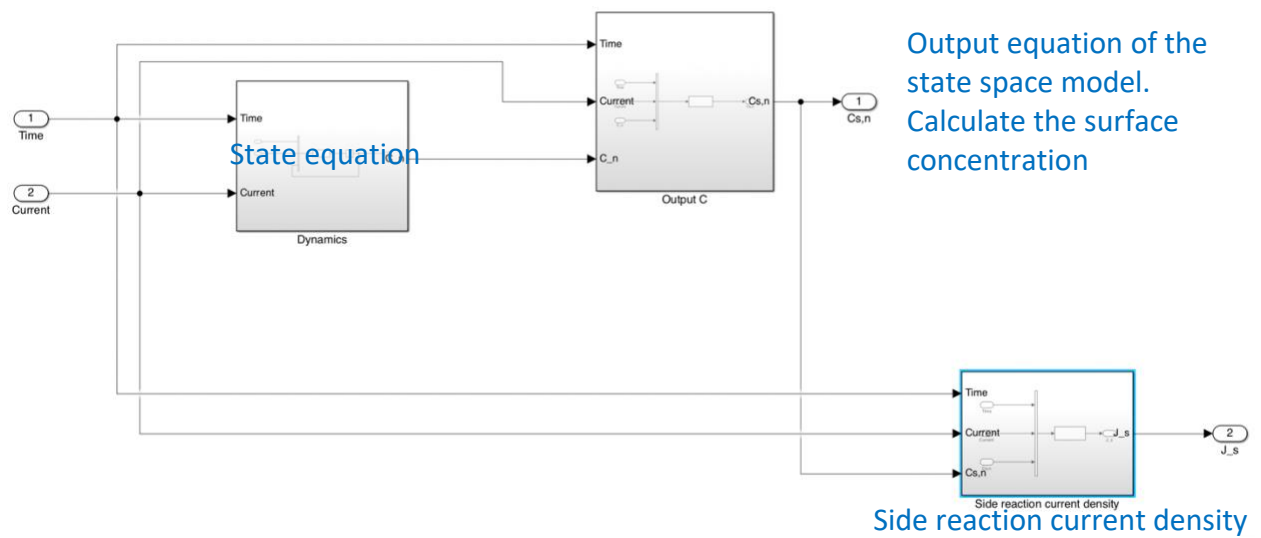 Time
Current
C_n
Cs,n
Output C
1
Cs,n
Output equation of the
state space model.
Calculate the surface
concentration
1
Time
2
Current
Time
State equation
Current
Dynamics
Time
Current
Cs,n
J_s
Side reaction current density
2
J_s
Side reaction current density